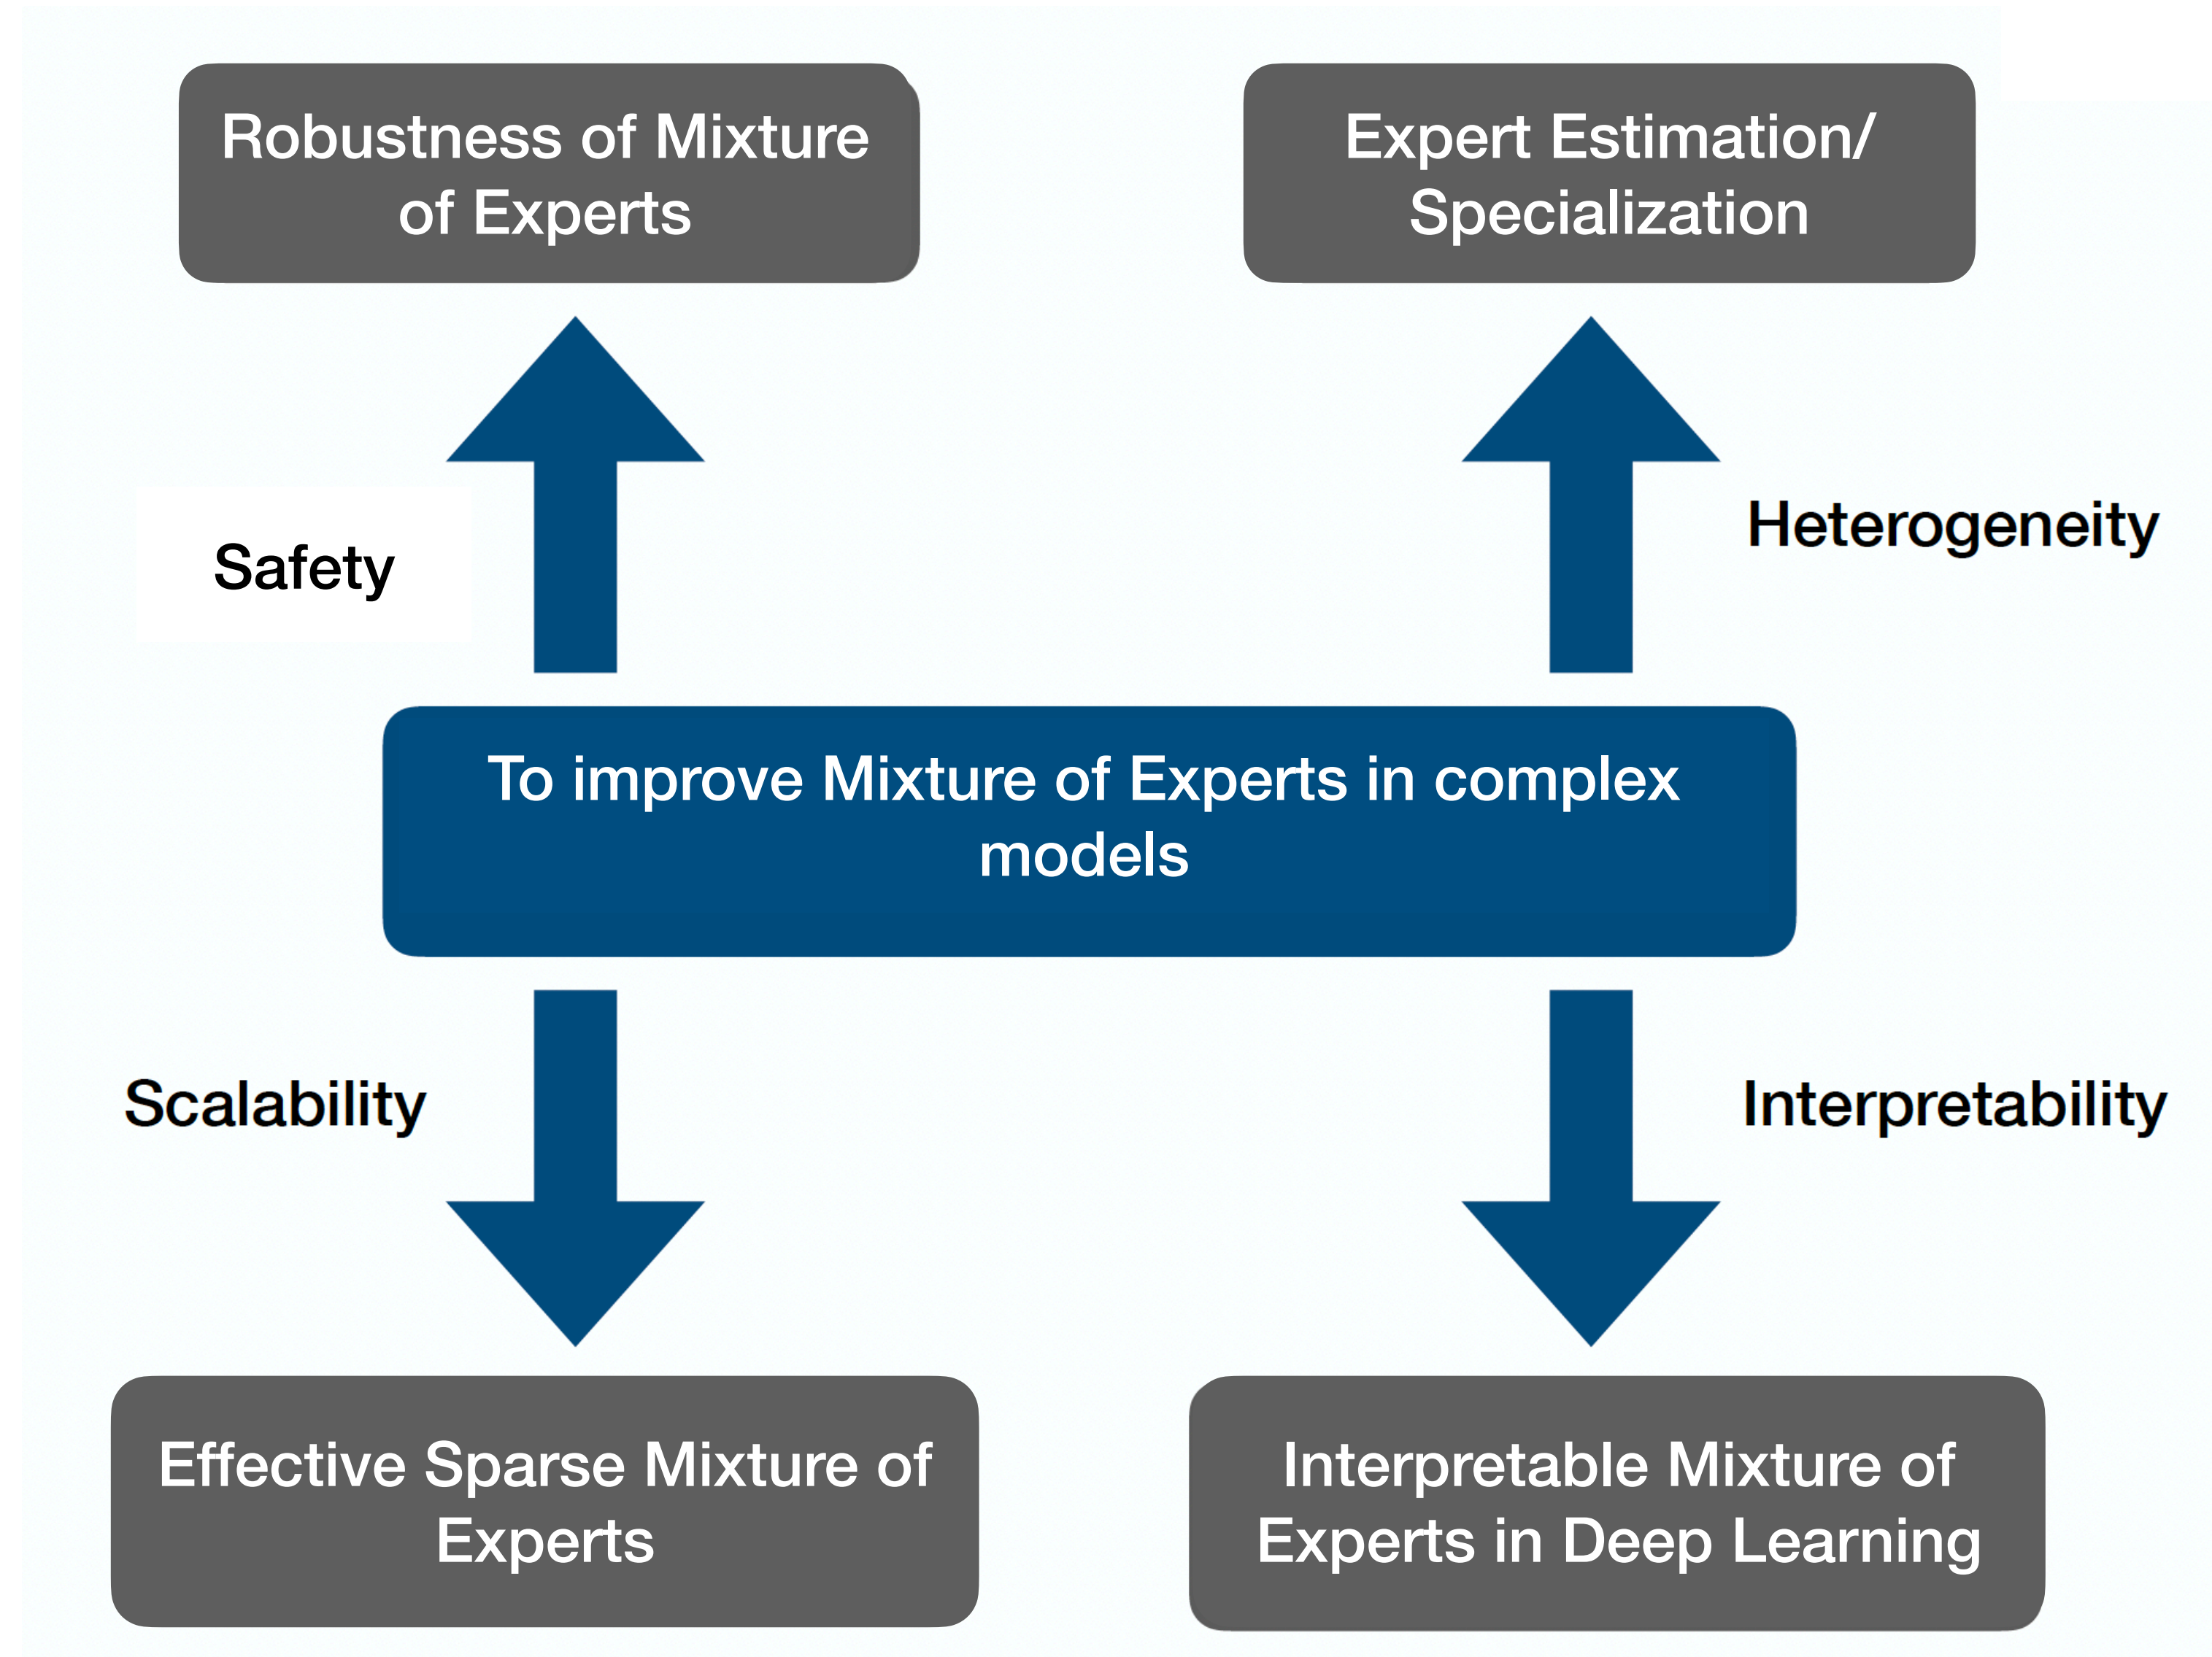 Robustness of Mixture
of Experts
Expert Estimation/
Specialization
Safety
Heterogeneity
To improve Mixture of Experts in complex
models
Scalability
Interpretability
Effective Sparse Mixture of
Experts
Interpretable Mixture of
Experts in Deep Learning